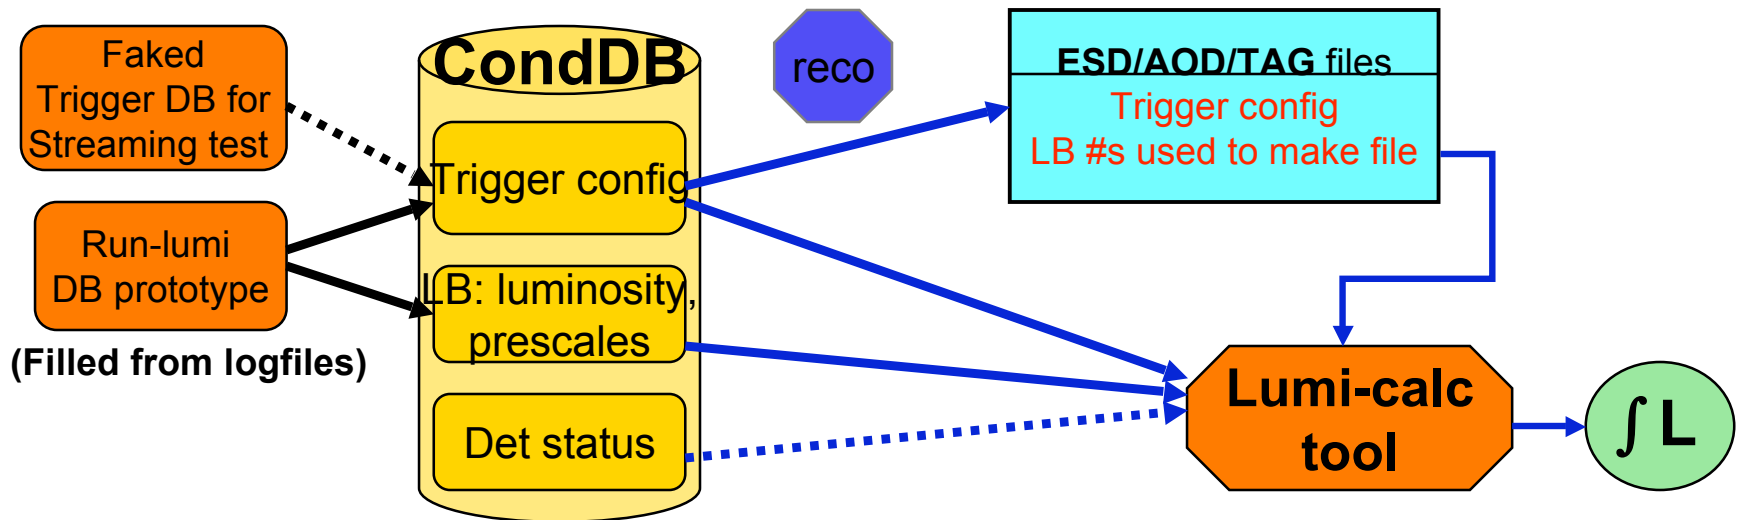 Faked
Trigger DB for
Streaming test
Run-lumi
DB prototype
(Filled from logfiles)
CondDB
Trigger config
LB: luminosity,
prescales
Det status
reco
ESD/AOD/TAG files
Trigger config
LB #s used to make file
Lumi-calc
tool
∫ L